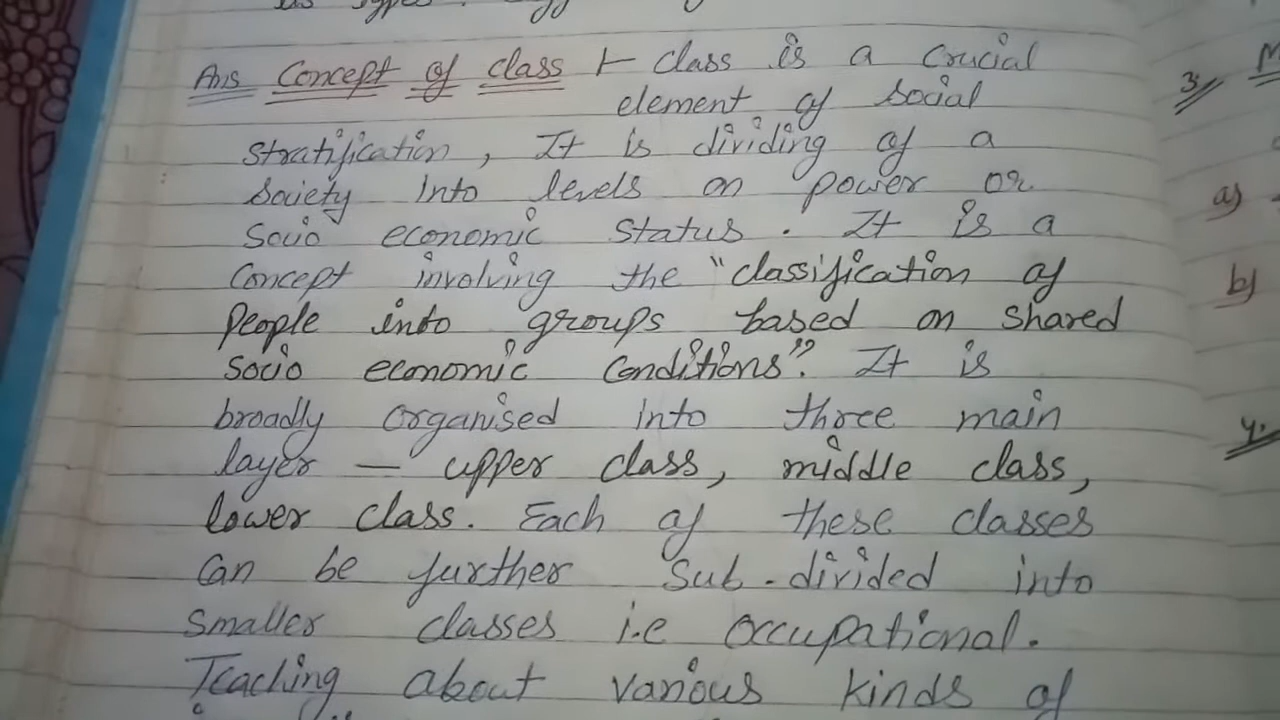 its types.
Ans Concept of class :- class is a crucial
element of social
stratification, It is dividing of a
society into levels on power or
socio economic status. It is a
concept involving the "classification of
people into groups based on shared
socio economic conditions". It is
broadly organised into three main
layer — upper class, middle class,
lower class. Each of these classes
can be further sub-divided into
smaller classes i.e occupational.
Teaching about various kinds of
3.
a)
b)
4.